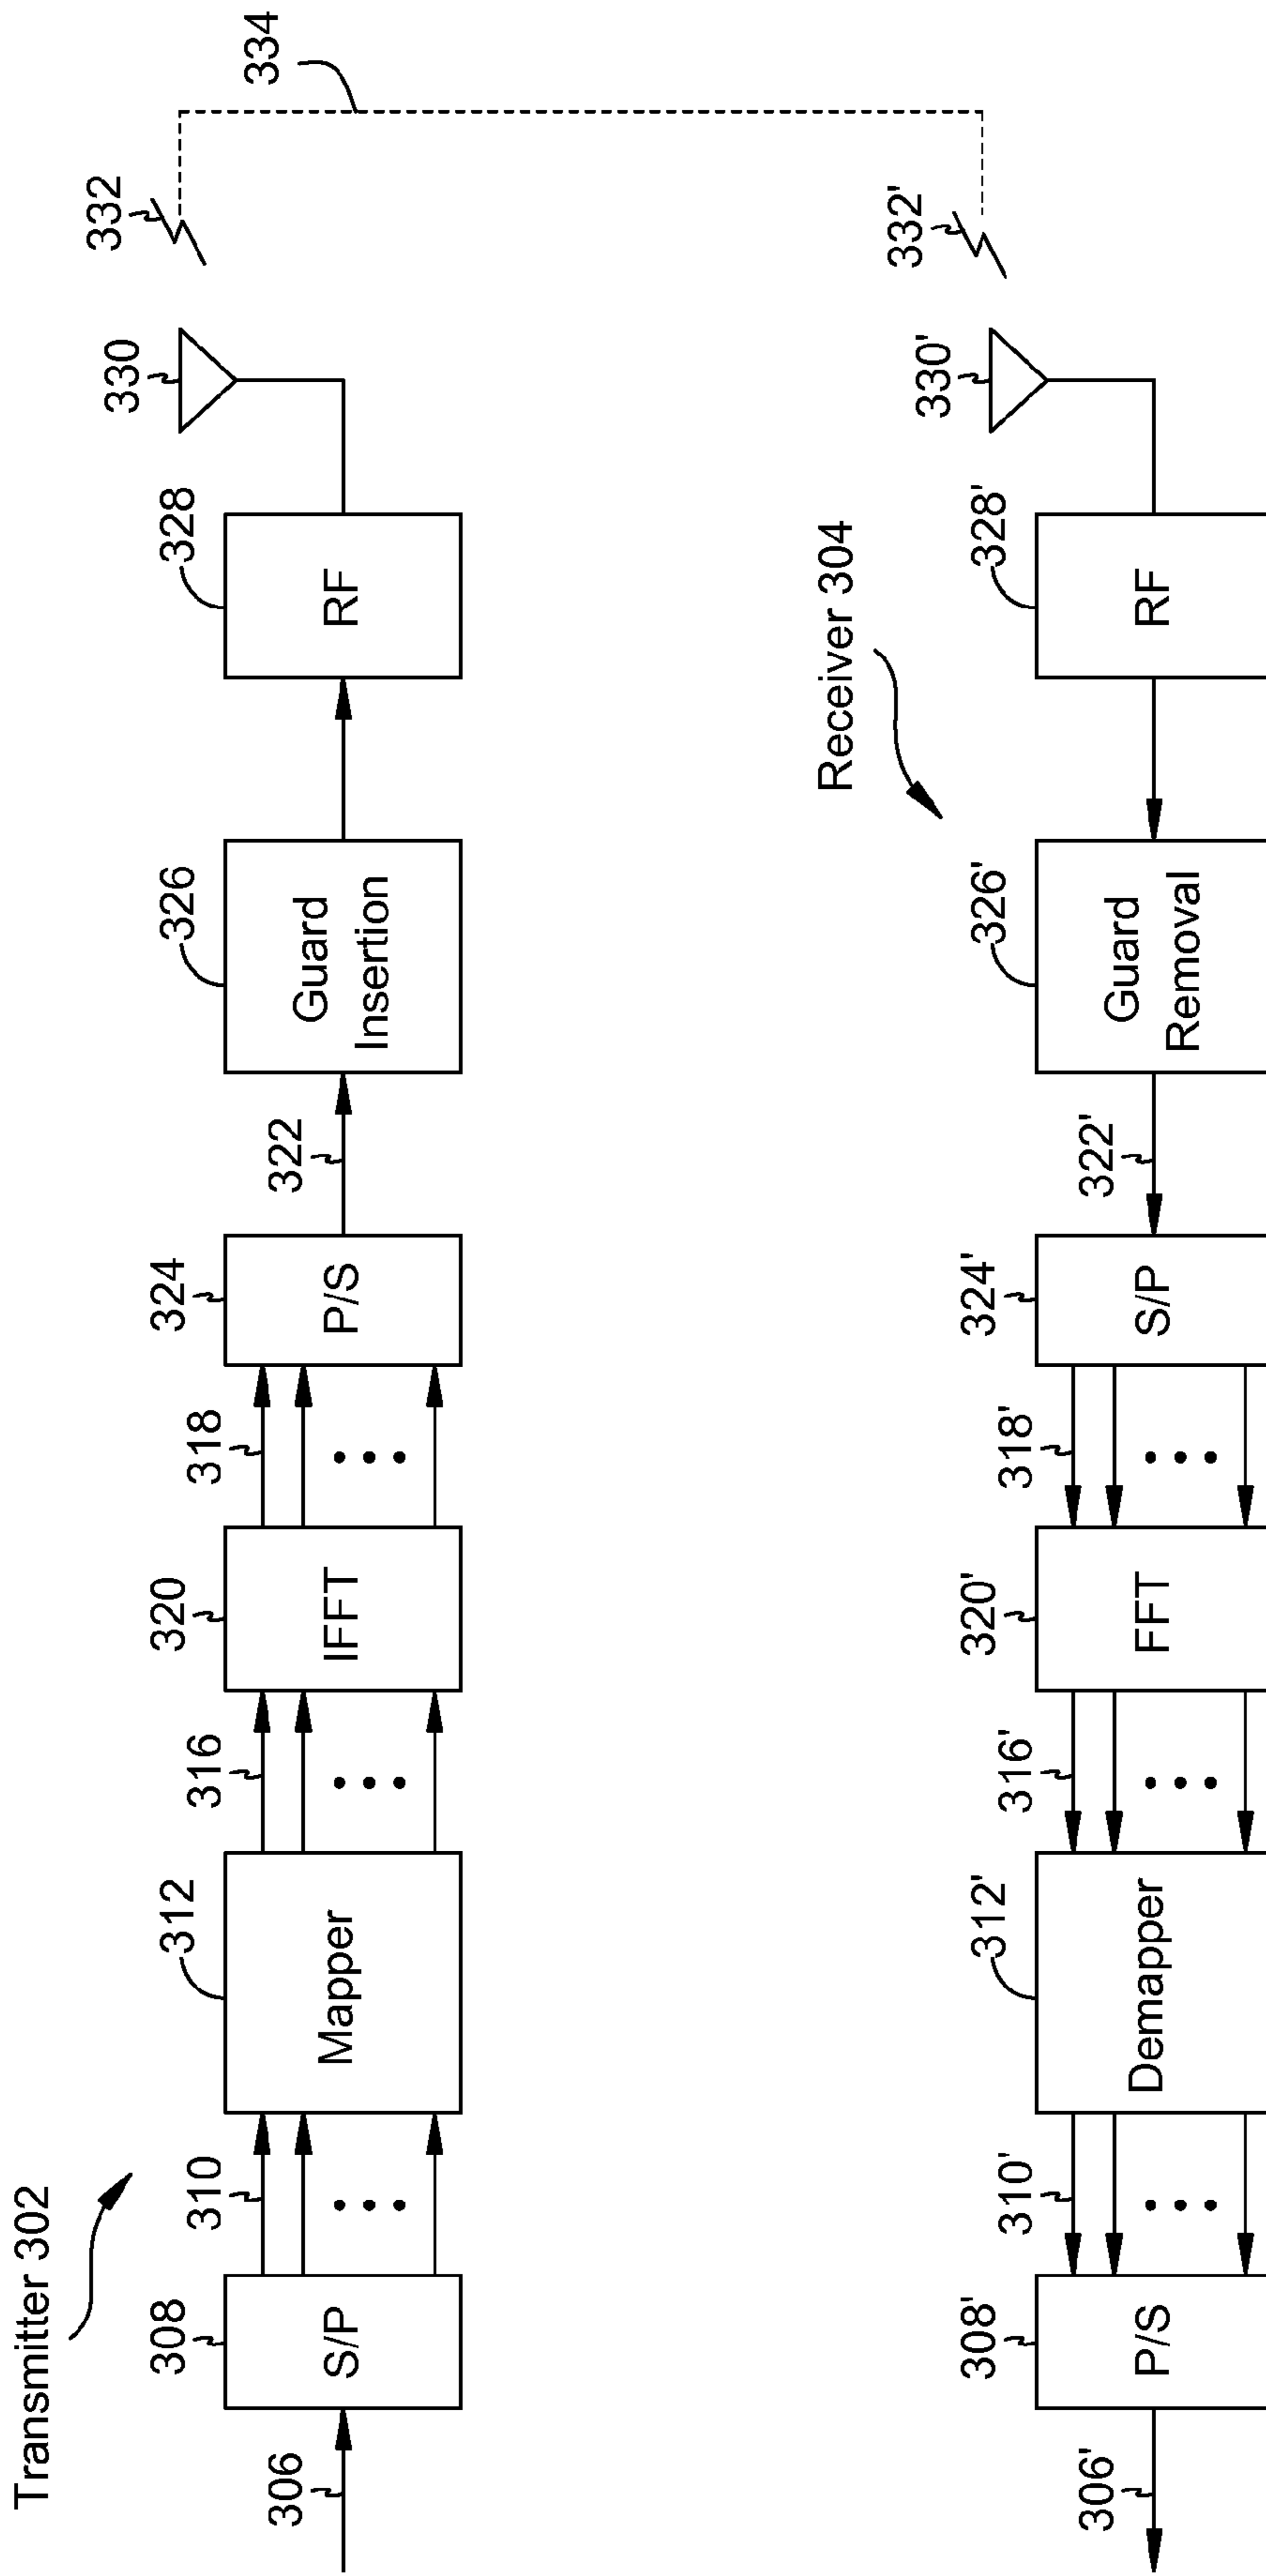 Transmitter 302
306
308
S/P
310
312
Mapper
316
320
IFFT
318
324
P/S
322
326
Guard
Insertion
328
RF
330
332
334
Receiver 304
306'
308'
P/S
310'
312'
Demapper
316'
320'
FFT
318'
324'
S/P
322'
326'
Guard
Removal
328'
RF
330'
332'